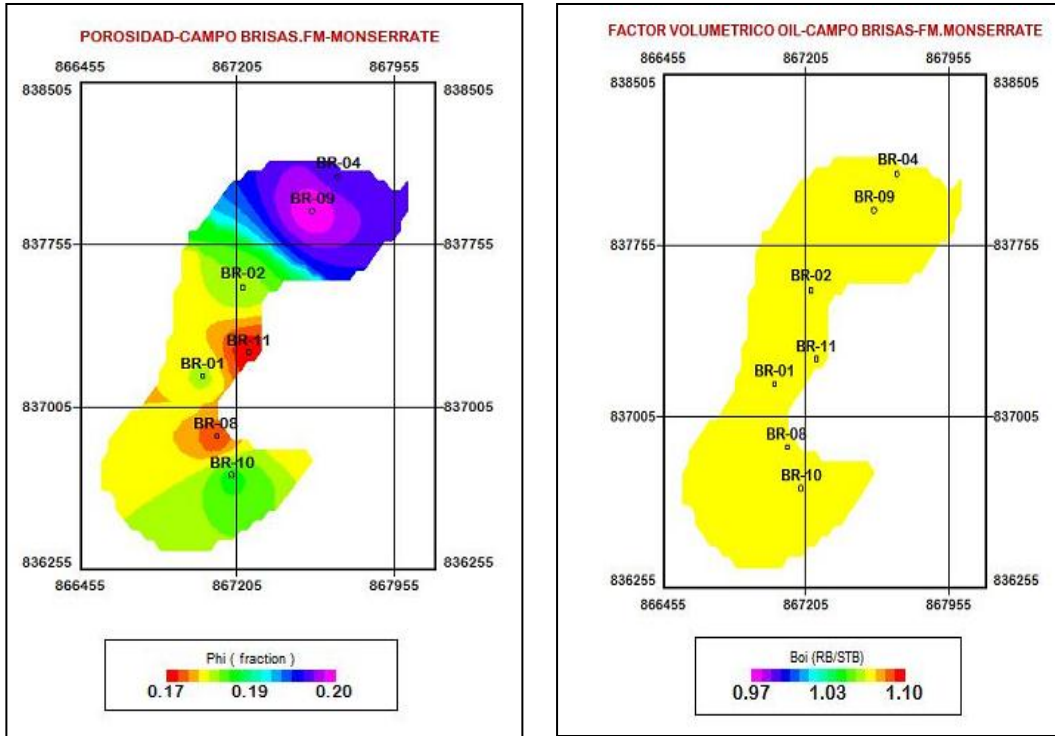 POROSIDAD-CAMPO BRISAS.FM-MONSERRATE
866455 867205 867955
838505 838505
BR-04
BR-09
837755 837755
BR-02
BR-11
BR-01
837005 837005
BR-08
BR-10
836255 836255
866455 867205 867955
Phi ( fraction )
0.17 0.19 0.20
FACTOR VOLUMETRICO OIL-CAMPO BRISAS-FM.MONSERRATE
866455 867205 867955
838505 838505
BR-04
BR-09
837755 837755
BR-02
BR-11
BR-01
837005 837005
BR-08
BR-10
836255 836255
866455 867205 867955
Boi (RB/STB)
0.97 1.03 1.10